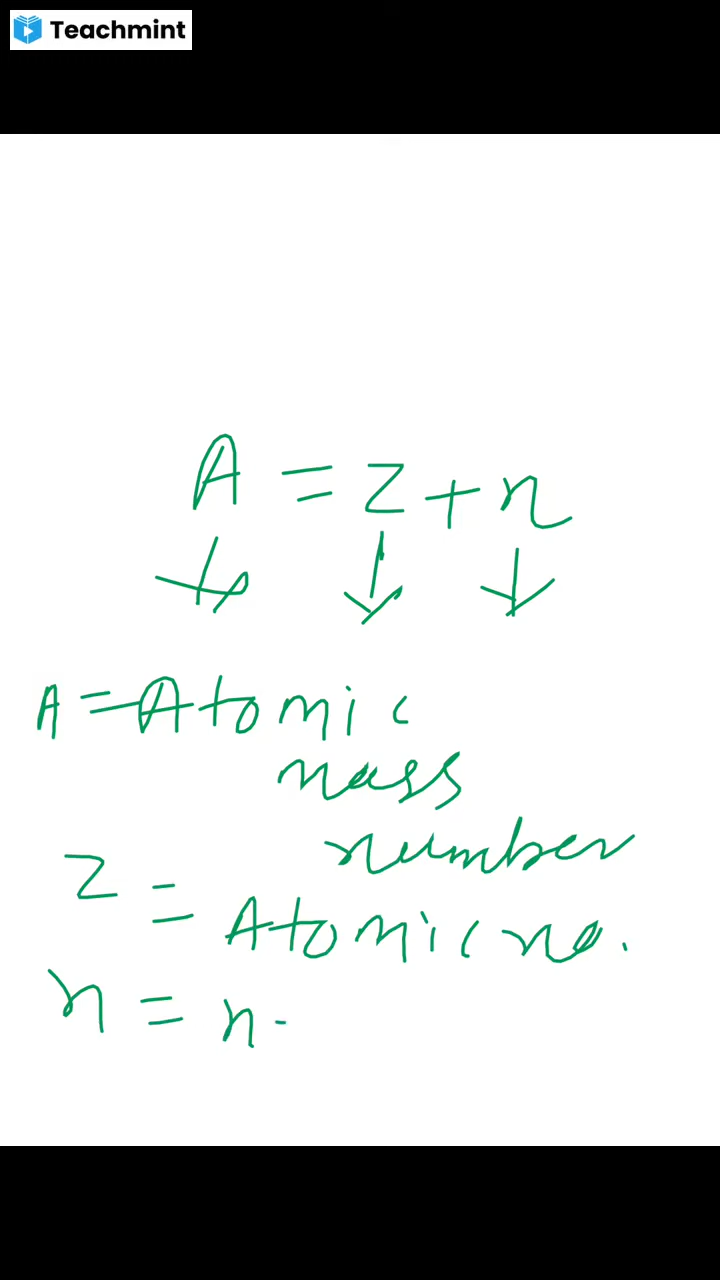 Teachmint
A = Z + n
A = Atomic
mass
number
Z = Atomic no.
n = n-